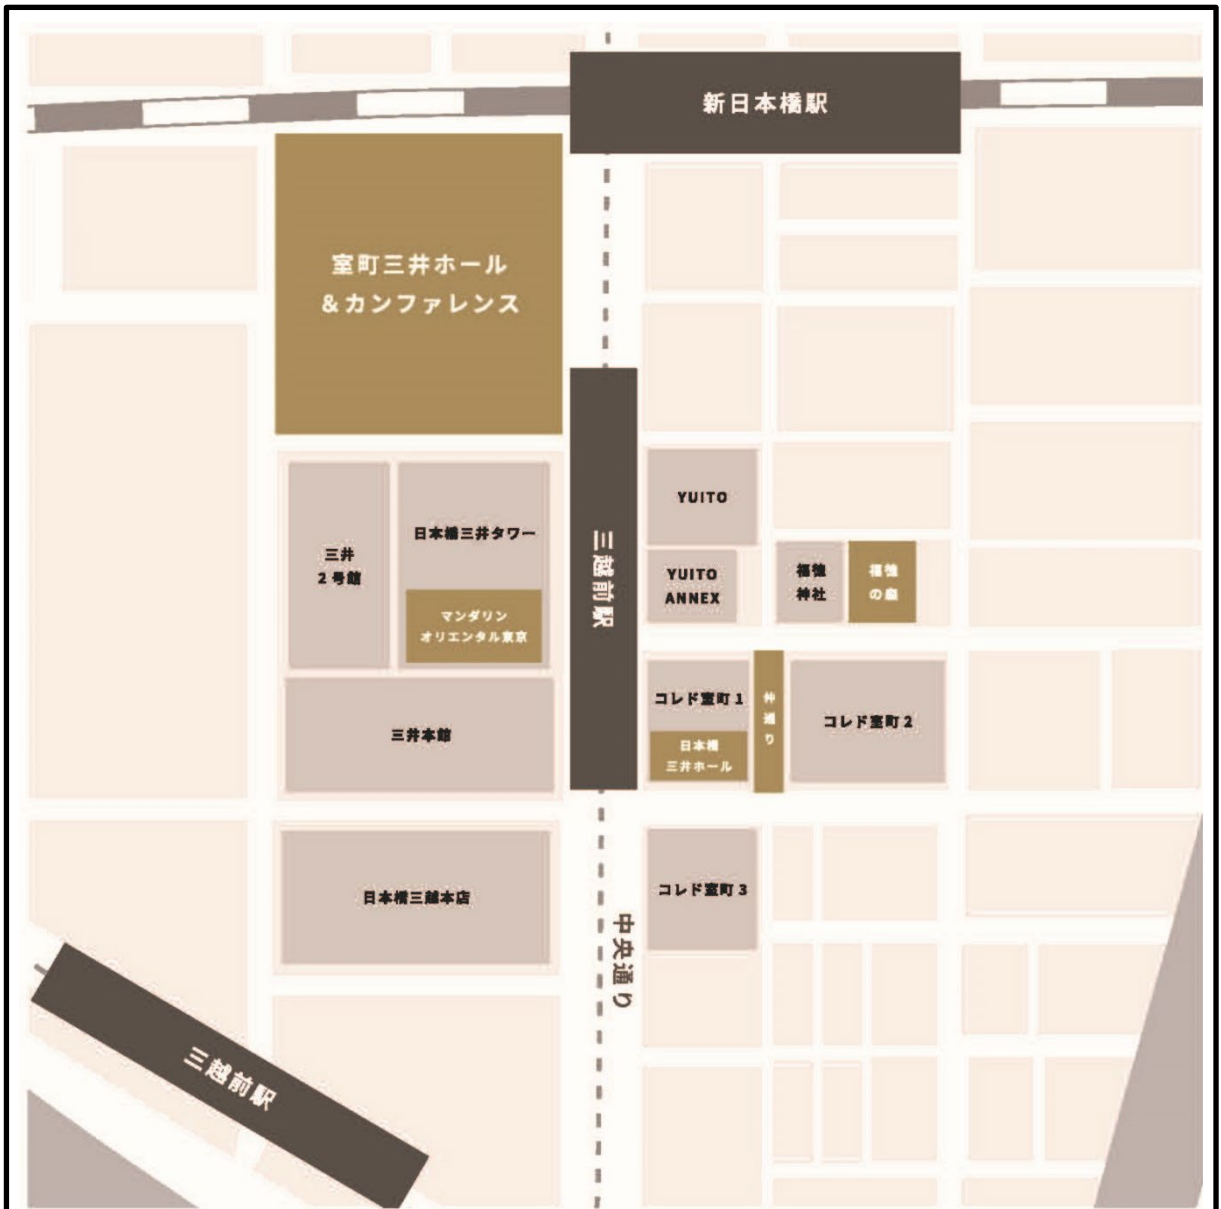 新日本橋駅
室町三井ホール
&カンファレンス
三越前駅
YUITO
日本橋三井タワー
三井
2号館
YUITO
ANNEX
福徳
神社
福徳
の森
マンダリン
オリエンタル東京
コレド室町1
仲通り
コレド室町2
三井本館
日本橋
三井ホール
日本橋三越本店
コレド室町3
中央通り
三越前駅